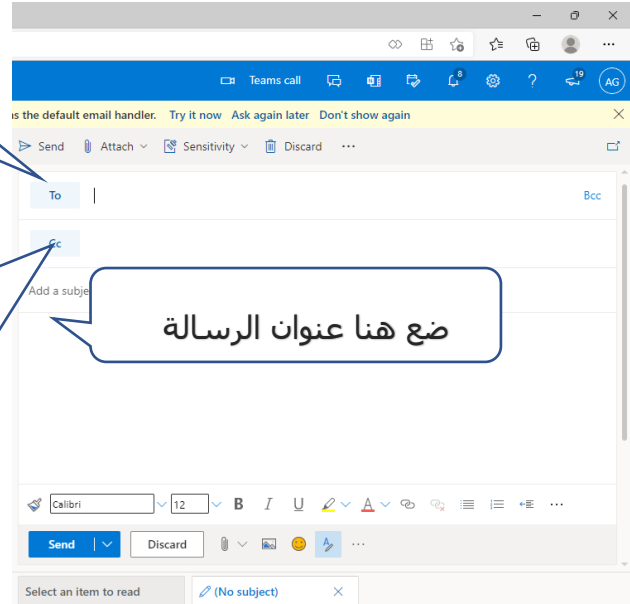 Teams call
8
19
AG
s the default email handler. Try it now Ask again later Don't show again
Send Attach Sensitivity Discard ...
To Bcc
Cc
Add a subje
ضع هنا عنوان الرسالة
Calibri 12 B I U A
Send Discard ...
Select an item to read (No subject)